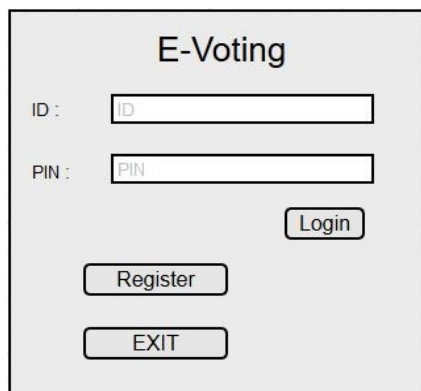 E-Voting
ID : ID
PIN : PIN
Login
Register
EXIT